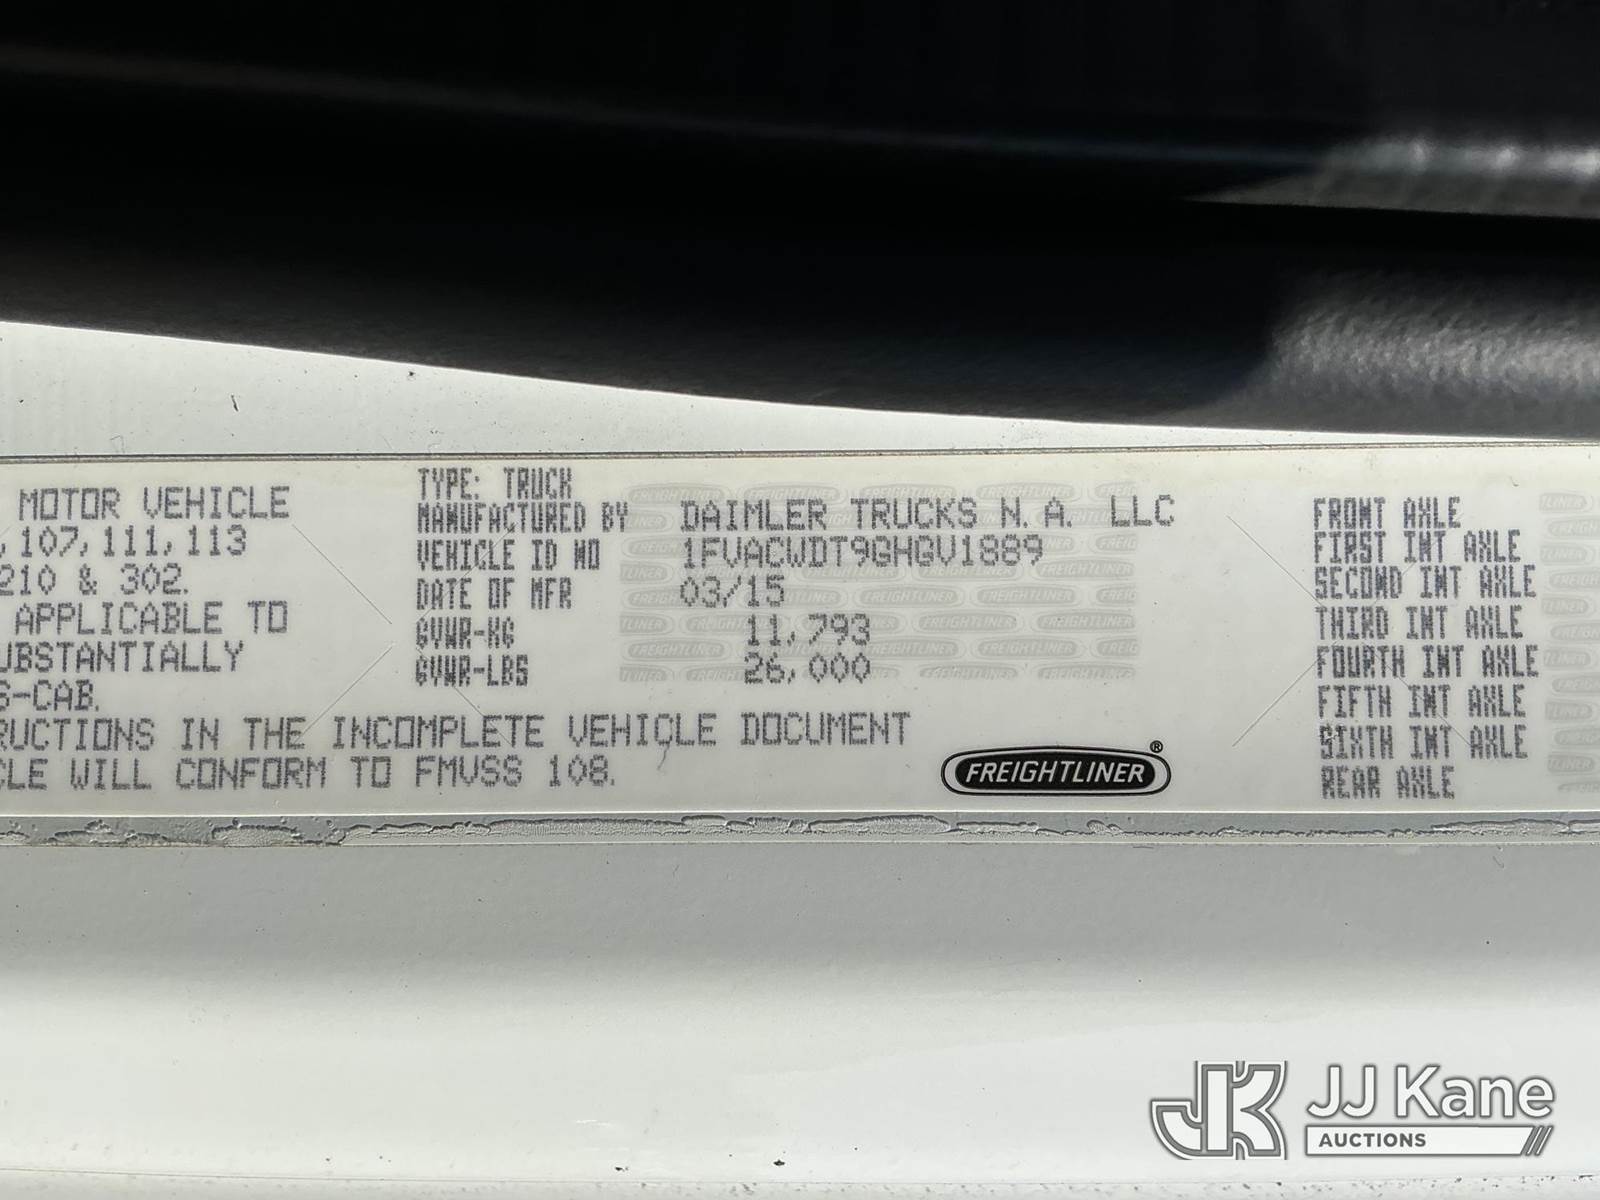 MOTOR VEHICLE
,107,111,113
210 & 302.
APPLICABLE TO
UBSTANTIALLY
S-CAB.
RUCTIONS IN THE INCOMPLETE VEHICLE DOCUMENT
CLE WILL CONFORM TO FMVSS 108.
TYPE: TRUCK
MANUFACTURED BY DAIMLER TRUCKS N.A. LLC
VEHICLE ID NO 1FVACWDT9GHGV1889
DATE OF MFR 03/15
GVWR-KG 11,793
GVWR-LBS 26,000
FREIGHTLINER®
FRONT AXLE
FIRST INT AXLE
SECOND INT AXLE
THIRD INT AXLE
FOURTH INT AXLE
FIFTH INT AXLE
SIXTH INT AXLE
REAR AXLE
JK JJ Kane
AUCTIONS